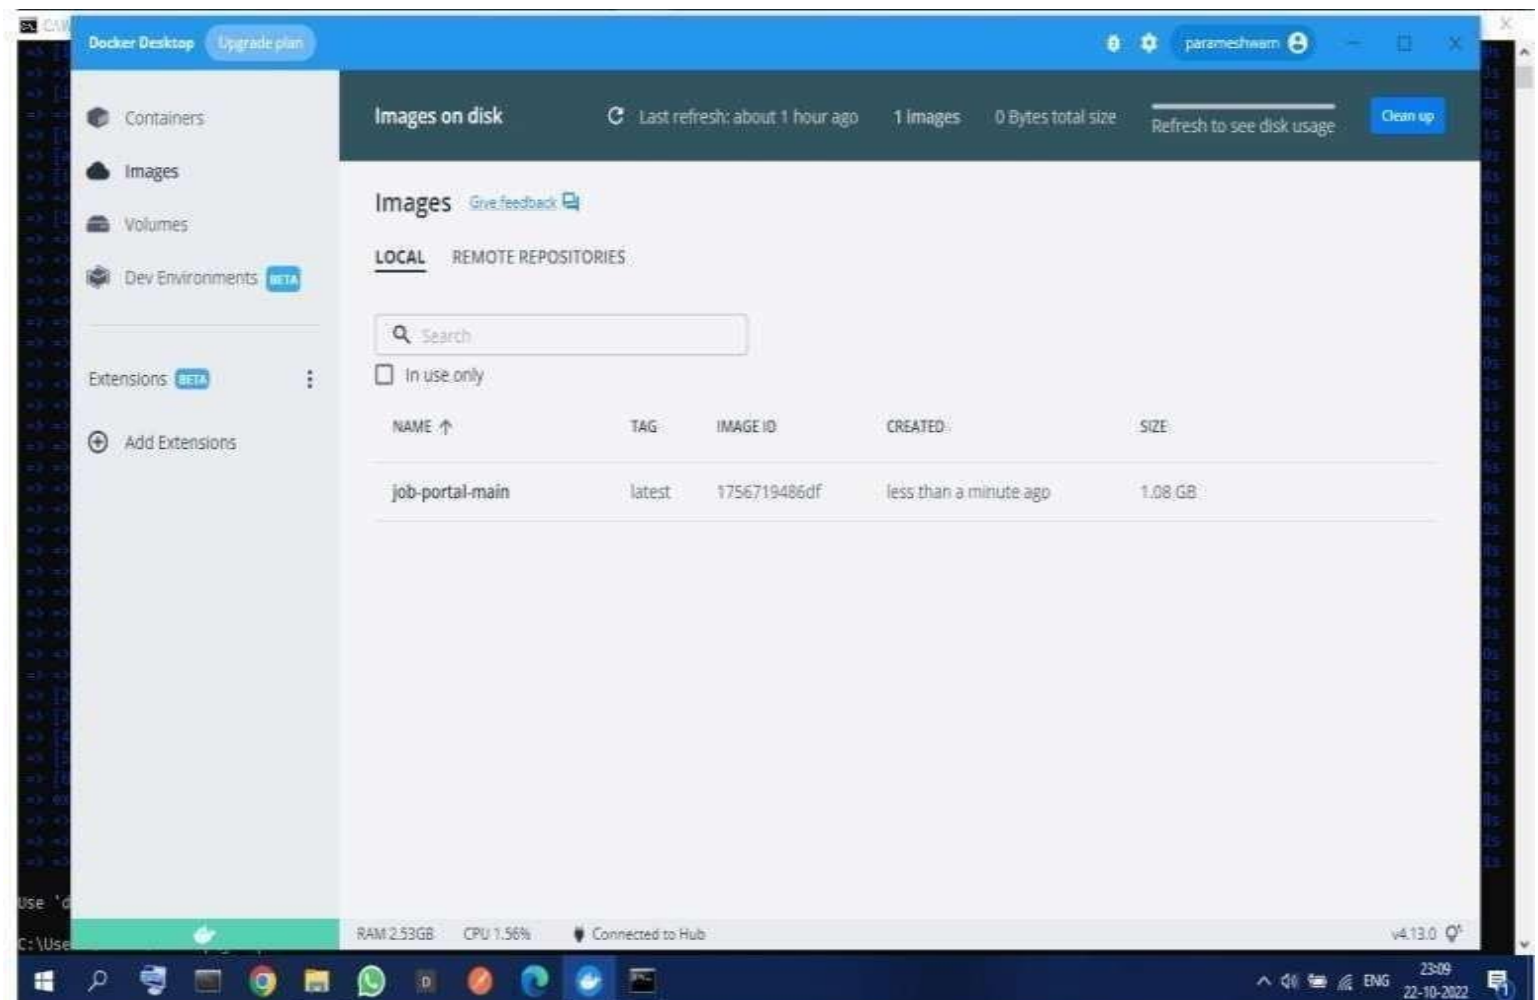 Docker Desktop Upgrade plan
Containers
Images
Volumes
Dev Environments BETA
Extensions BETA
Add Extensions
Images on disk Last refresh: about 1 hour ago 1 images 0 Bytes total size Refresh to see disk usage Clean up
Images Give feedback
LOCAL REMOTE REPOSITORIES
Search
In use only
NAME TAG IMAGE ID CREATED SIZE
job-portal-main latest 1756719486df less than a minute ago 1.08 GB
Use 'd
C:\Use
RAM 2.53GB CPU 1.56% Connected to Hub v4.13.0
ENG 23:09
22-10-2022